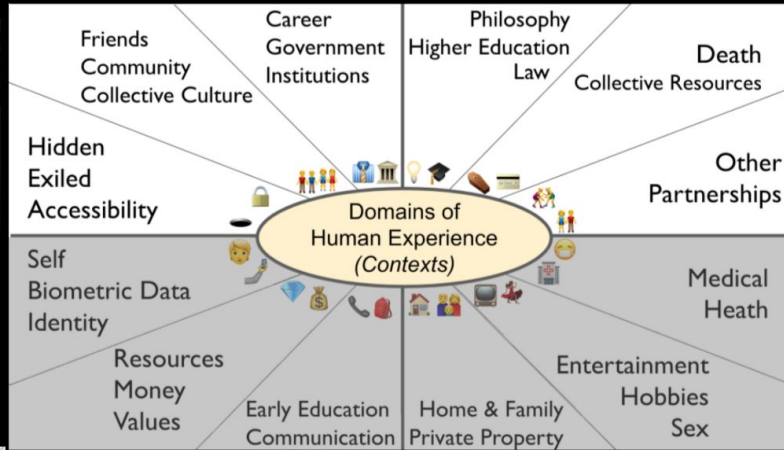 Career
Government
Institutions
Philosophy
Higher Education
Law
Friends
Community
Collective Culture
Death
Collective Resources
Hidden
Exiled
Accessibility
Other
Partnerships
Domains of
Human Experience
(Contexts)
Self
Biometric Data
Identity
Medical
Heath
Resources
Money
Values
Entertainment
Hobbies
Sex
Early Education
Communication
Home & Family
Private Property